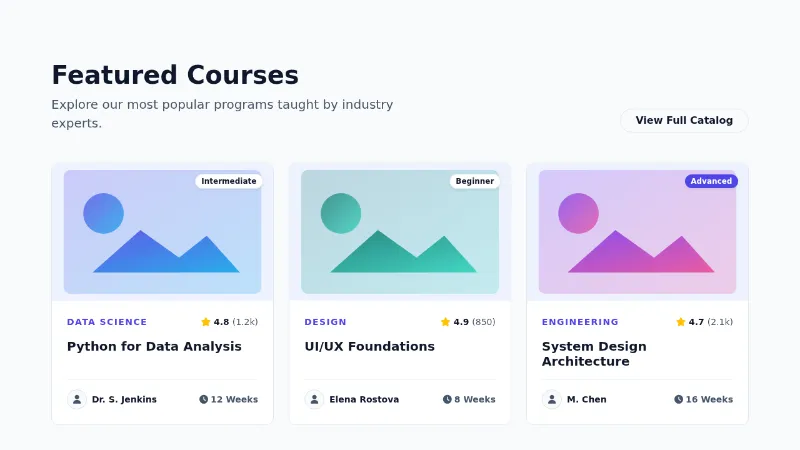 Featured Courses
Explore our most popular programs taught by industry
experts.
View Full Catalog
Intermediate
DATA SCIENCE
4.8 (1.2k)
Python for Data Analysis
Dr. S. Jenkins
12 Weeks
Beginner
DESIGN
4.9 (850)
UI/UX Foundations
Elena Rostova
8 Weeks
Advanced
ENGINEERING
4.7 (2.1k)
System Design
Architecture
M. Chen
16 Weeks